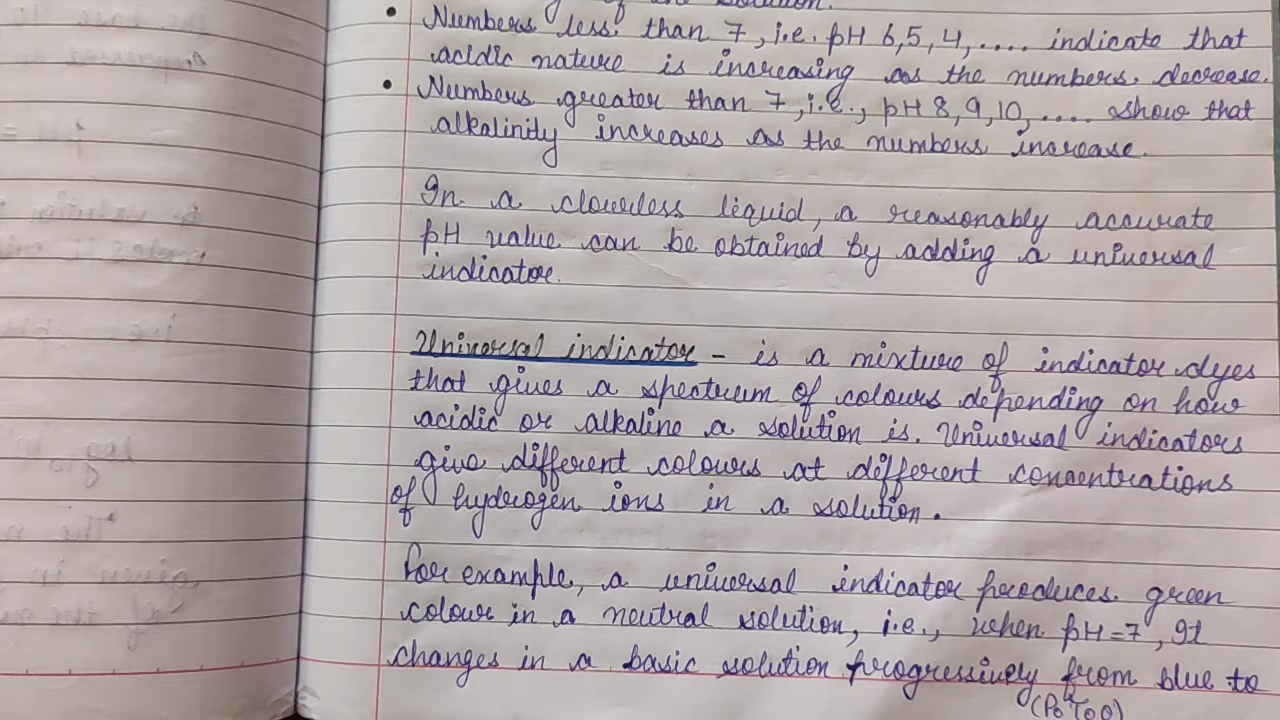 of the solution.
• Numbers less than 7, i.e. pH 6, 5, 4, .... indicate that
acidic nature is increasing as the numbers decrease.
• Numbers greater than 7, i.e., pH 8, 9, 10, .... show that
alkalinity increases as the numbers increase.
In a clourless liquid, a reasonably accurate
pH value can be obtained by adding a universal
indicator.
Universal indicator - is a mixture of indicator dyes
that gives a spectrum of colours depending on how
acidic or alkaline a solution is. Universal indicators
give different colours at different concentrations
of hydrogen ions in a solution.
For example, a universal indicator produces green
colour in a neutral solution, i.e., when pH = 7, It
changes in a basic solution progressively from blue to